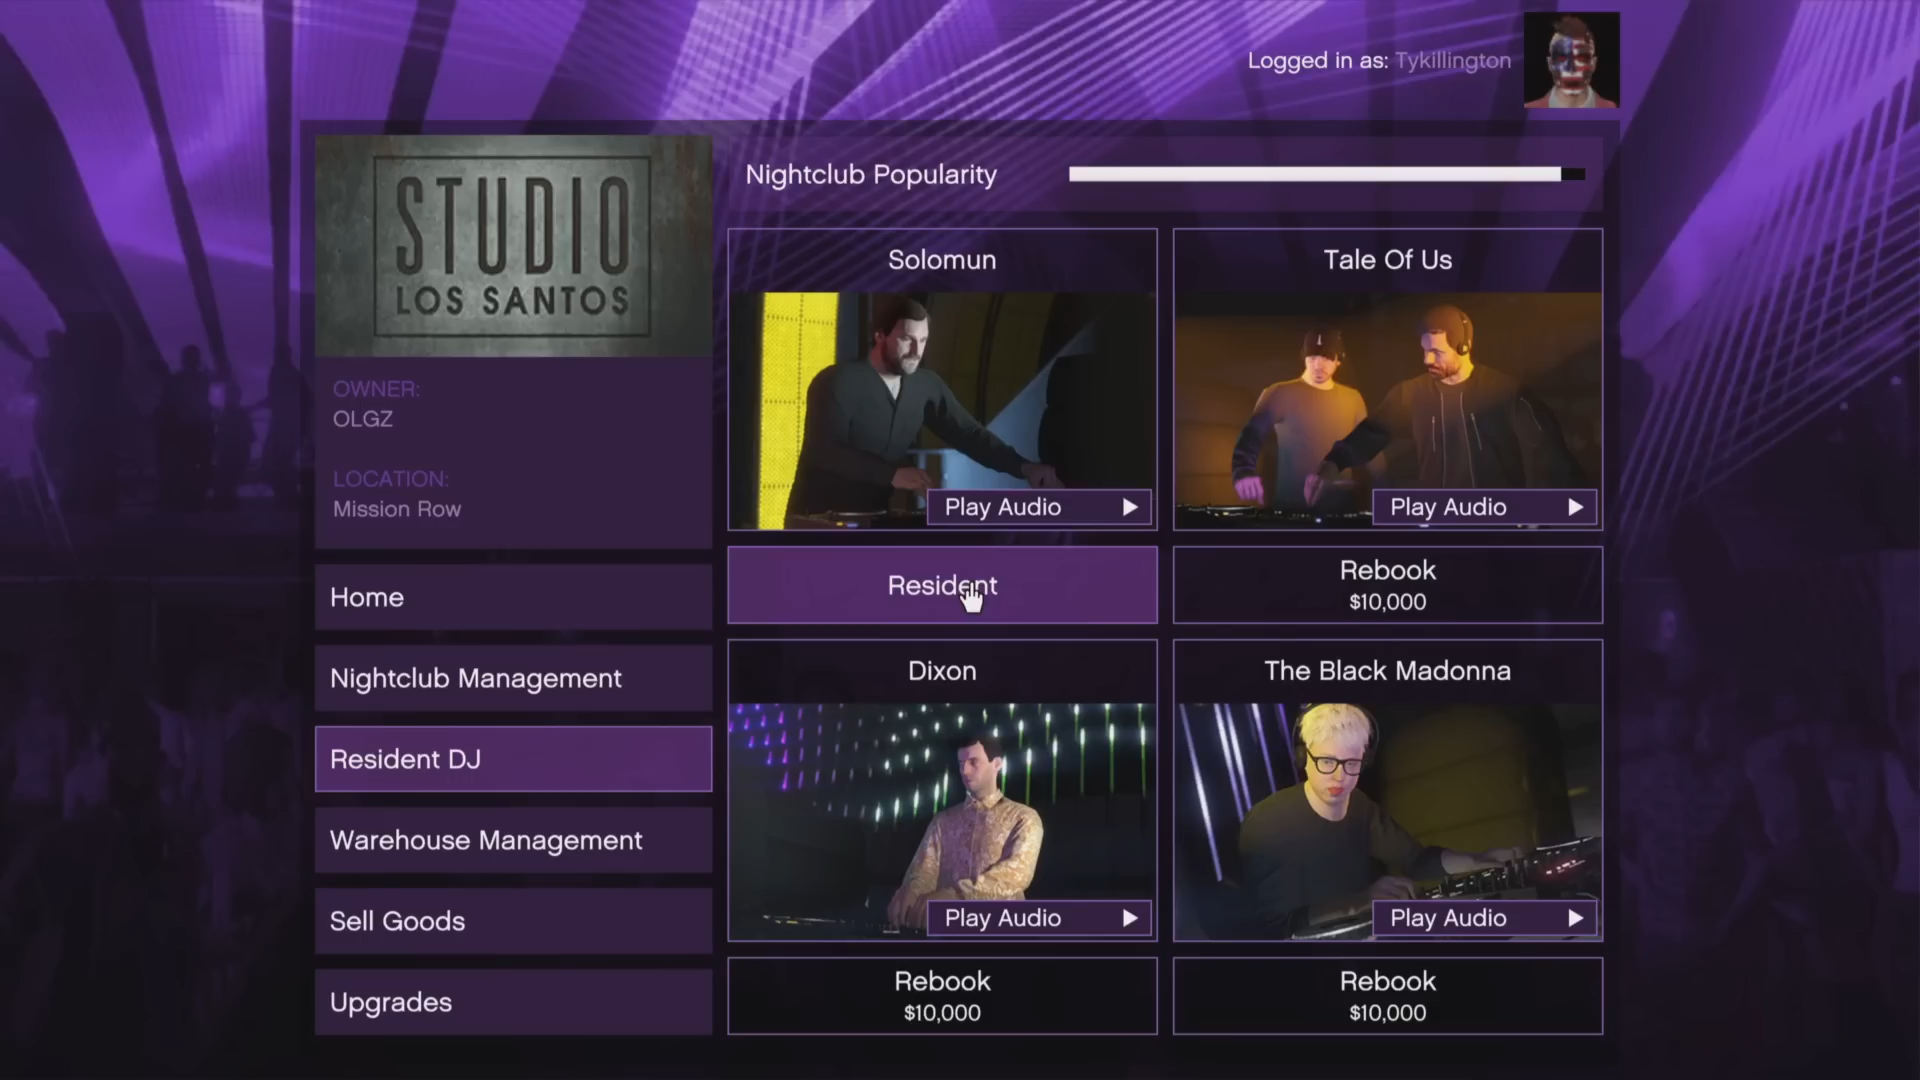 Logged in as: Tykillington
STUDIO
LOS SANTOS
OWNER:
OLGZ
LOCATION:
Mission Row
Home
Nightclub Management
Resident DJ
Warehouse Management
Sell Goods
Upgrades
Nightclub Popularity
Solomun
Play Audio
Resident
Tale Of Us
Play Audio
Rebook
$10,000
Dixon
Play Audio
Rebook
$10,000
The Black Madonna
Play Audio
Rebook
$10,000